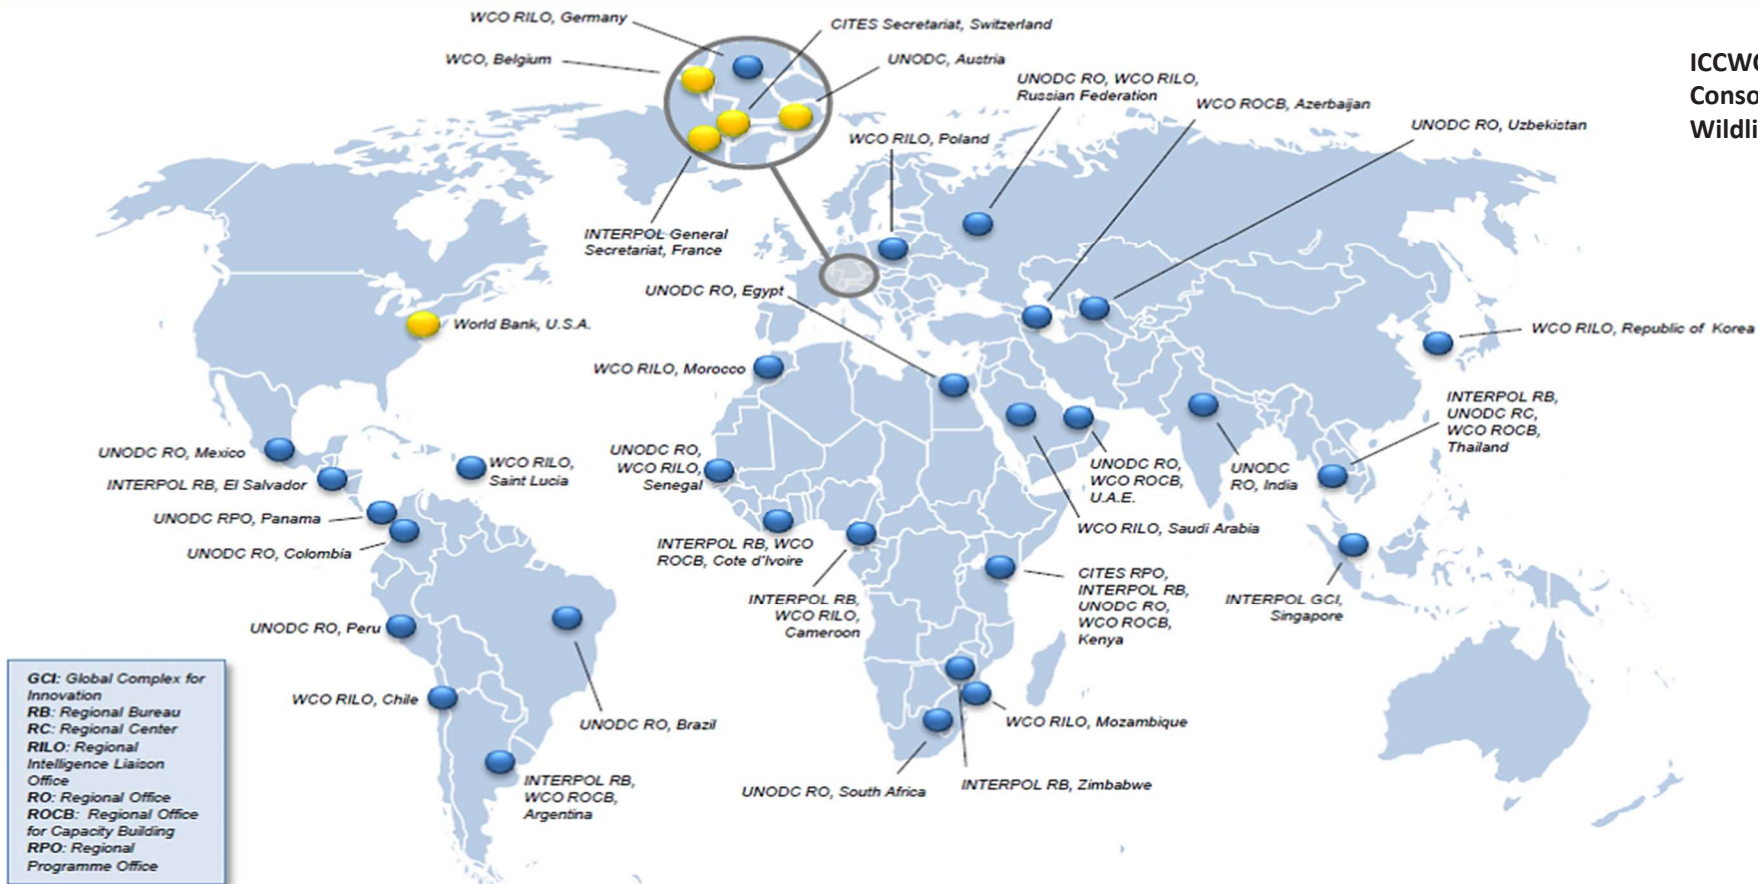 WCO RILO, Germany
CITES Secretariat, Switzerland
WCO, Belgium
UNODC, Austria
UNODC RO, WCO RILO,
Russian Federation
WCO ROCB, Azerbaijan
UNODC RO, Uzbekistan
WCO RILO, Poland
INTERPOL General
Secretariat, France
UNODC RO, Egypt
World Bank, U.S.A.
WCO RILO, Republic of Korea
WCO RILO, Morocco
INTERPOL RB,
UNODC RC,
WCO ROCB,
Thailand
UNODC RO, Mexico
INTERPOL RB, El Salvador
WCO RILO,
Saint Lucia
UNODC RO,
WCO RILO,
Senegal
UNODC RO,
WCO ROCB,
U.A.E.
UNODC
RO, India
UNODC RPO, Panama
UNODC RO, Colombia
WCO RILO, Saudi Arabia
INTERPOL RB, WCO
ROCB, Cote d'Ivoire
INTERPOL RB,
WCO RILO,
Cameroon
CITES RPO,
INTERPOL RB,
UNODC RO,
WCO ROCB,
Kenya
INTERPOL GCI,
Singapore
UNODC RO, Peru
WCO RILO, Chile
UNODC RO, Brazil
WCO RILO, Mozambique
INTERPOL RB,
WCO ROCB,
Argentina
UNODC RO, South Africa
INTERPOL RB, Zimbabwe
GCI: Global Complex for
Innovation
RB: Regional Bureau
RC: Regional Center
RILO: Regional
Intelligence Liaison
Office
RO: Regional Office
ROCB: Regional Office
for Capacity Building
RPO: Regional
Programme Office